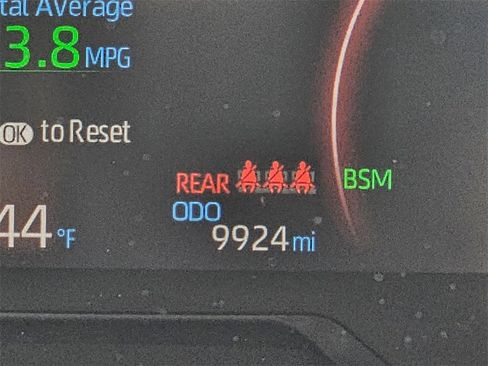 tal Average
3.8 MPG
OK to Reset
REAR
BSM
ODO
44 °F
9924 mi